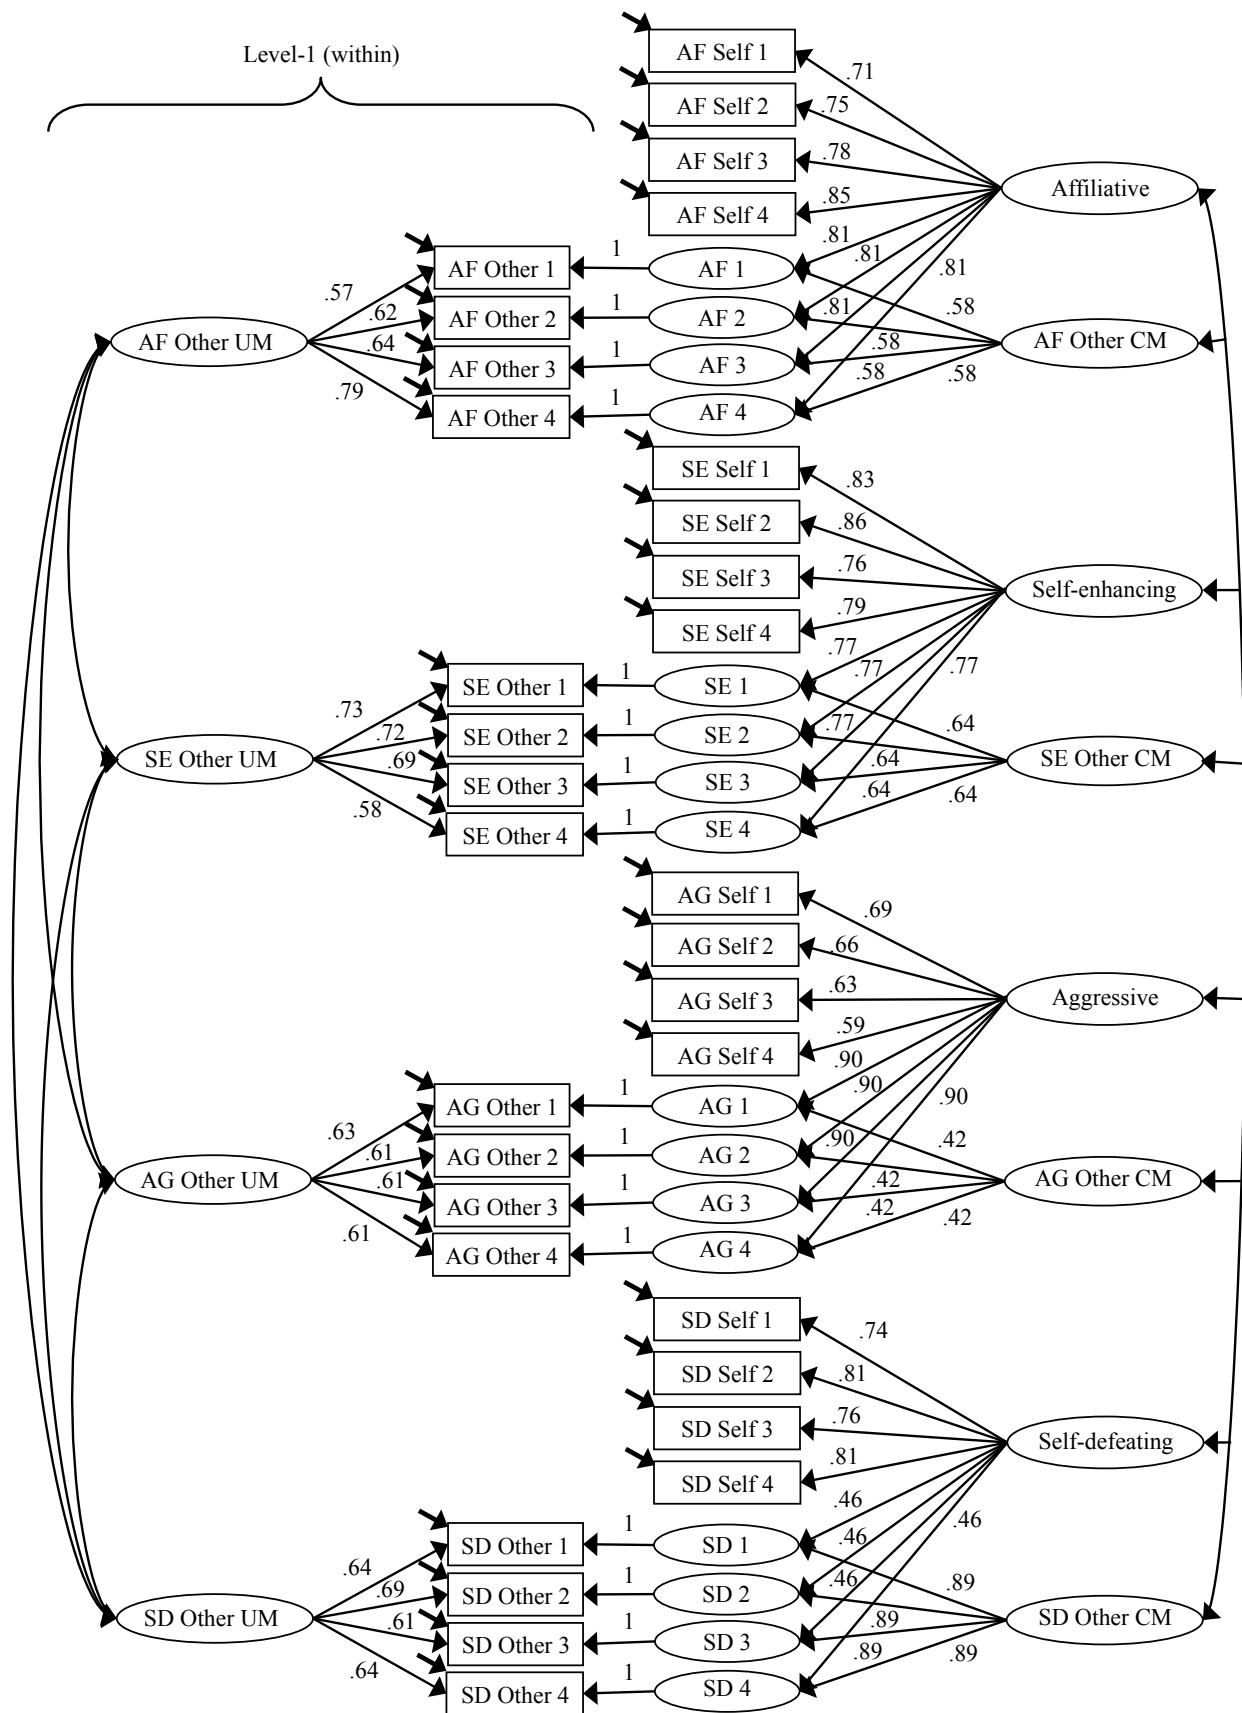 Level-1 (within)
AF Self 1
.71
AF Self 2
.75
AF Self 3
.78
Affiliative
AF Self 4
.85
.81
AF Other 1
1
AF 1
.81
.81
.57
AF Other 2
1
AF 2
.81
.58
.62
AF Other UM
AF Other CM
.64
AF Other 3
1
AF 3
.58
.79
.58
.58
AF Other 4
1
AF 4
SE Self 1
.83
SE Self 2
.86
SE Self 3
.76
Self-enhancing
SE Self 4
.79
.77
SE Other 1
1
SE 1
.77
.77
.73
SE Other 2
1
SE 2
.77
.64
.72
SE Other UM
SE Other CM
.69
SE Other 3
1
SE 3
.64
.58
.64
.64
SE Other 4
1
SE 4
AG Self 1
.69
AG Self 2
.66
AG Self 3
.63
Aggressive
AG Self 4
.59
.90
AG Other 1
1
AG 1
.90
.90
.63
AG Other 2
1
AG 2
.90
.42
.61
AG Other UM
AG Other CM
.61
AG Other 3
1
AG 3
.42
.61
.42
.42
AG Other 4
1
AG 4
SD Self 1
.74
SD Self 2
.81
SD Self 3
.76
Self-defeating
SD Self 4
.81
.46
SD Other 1
1
SD 1
.46
.46
.64
SD Other 2
1
SD 2
.46
.89
.69
SD Other UM
SD Other CM
.61
SD Other 3
1
SD 3
.89
.64
.89
.89
SD Other 4
1
SD 4